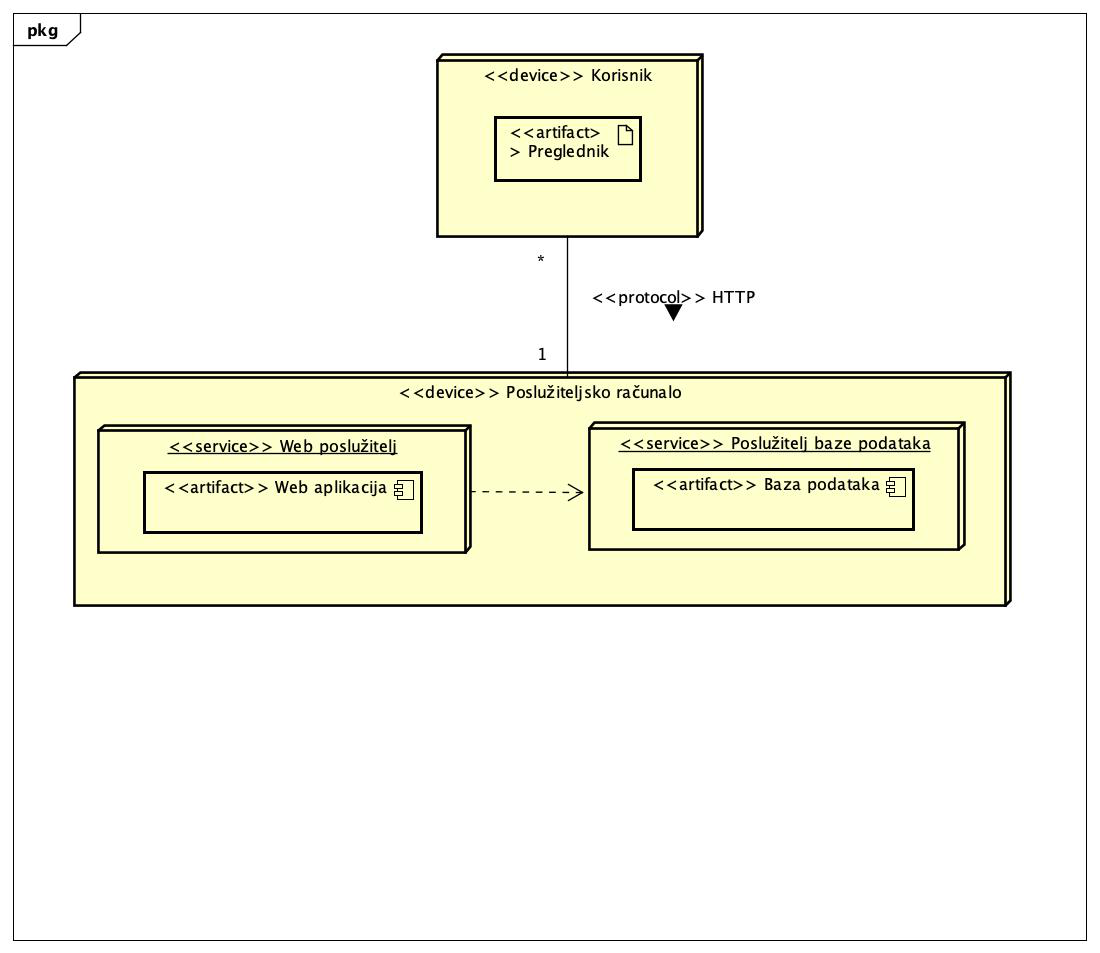 pkg
<<device>> Korisnik
<<artifact>
> Preglednik
*
<<protocol>> HTTP
1
<<device>> Poslužiteljsko računalo
<<service>> Web poslužitelj
<<service>> Poslužitelj baze podataka
<<artifact>> Web aplikacija
<<artifact>> Baza podataka